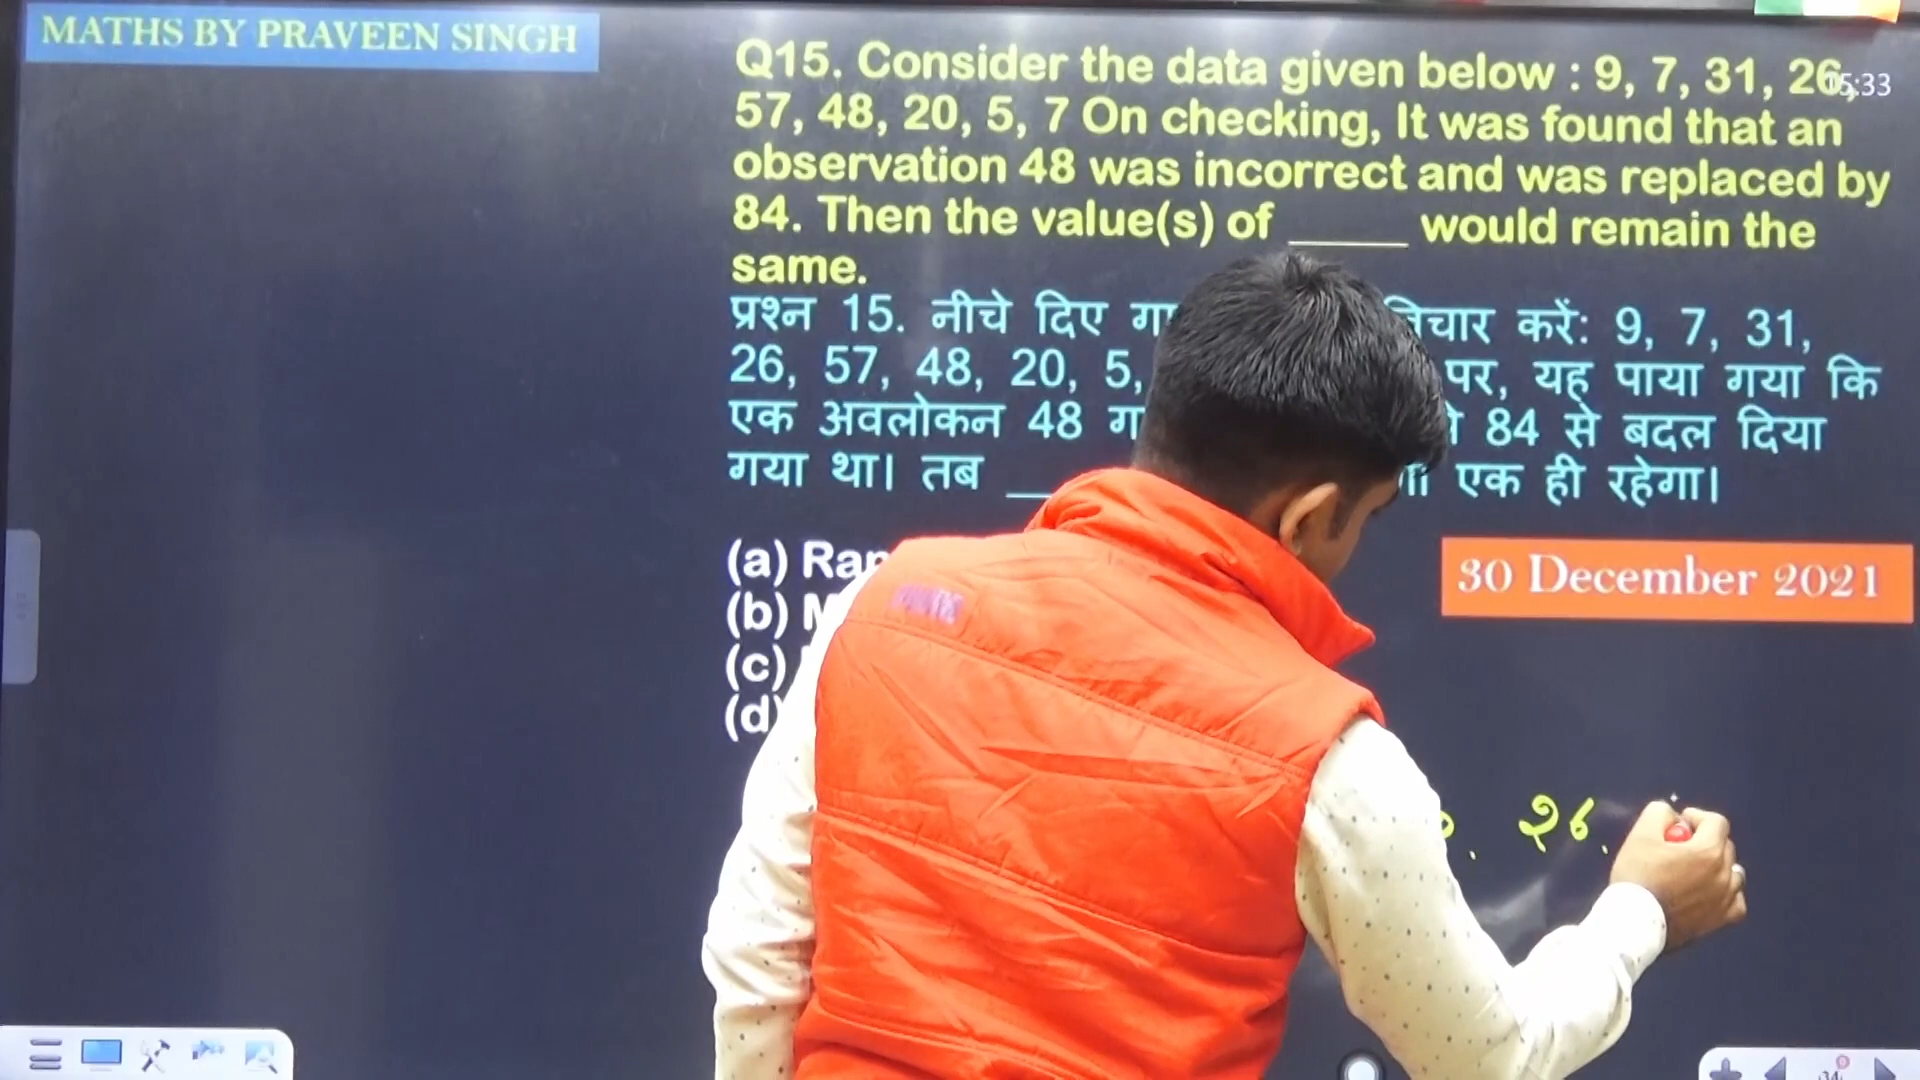 MATHS BY PRAVEEN SINGH
Q15. Consider the data given below : 9, 7, 31, 26,
15:33
57, 48, 20, 5, 7 On checking, It was found that an
observation 48 was incorrect and was replaced by
84. Then the value(s) of _____ would remain the
same.
प्रश्न 15. नीचे दिए करें: 9, 7, 31,
26, 57, 48, 20, 5, पर, यह पाया गया कि
एक अवलोकन 48 84 से बदल दिया
गया था। तब एक ही रहेगा।
(a)
(b)
(c)
(d)
30 December 2021
34